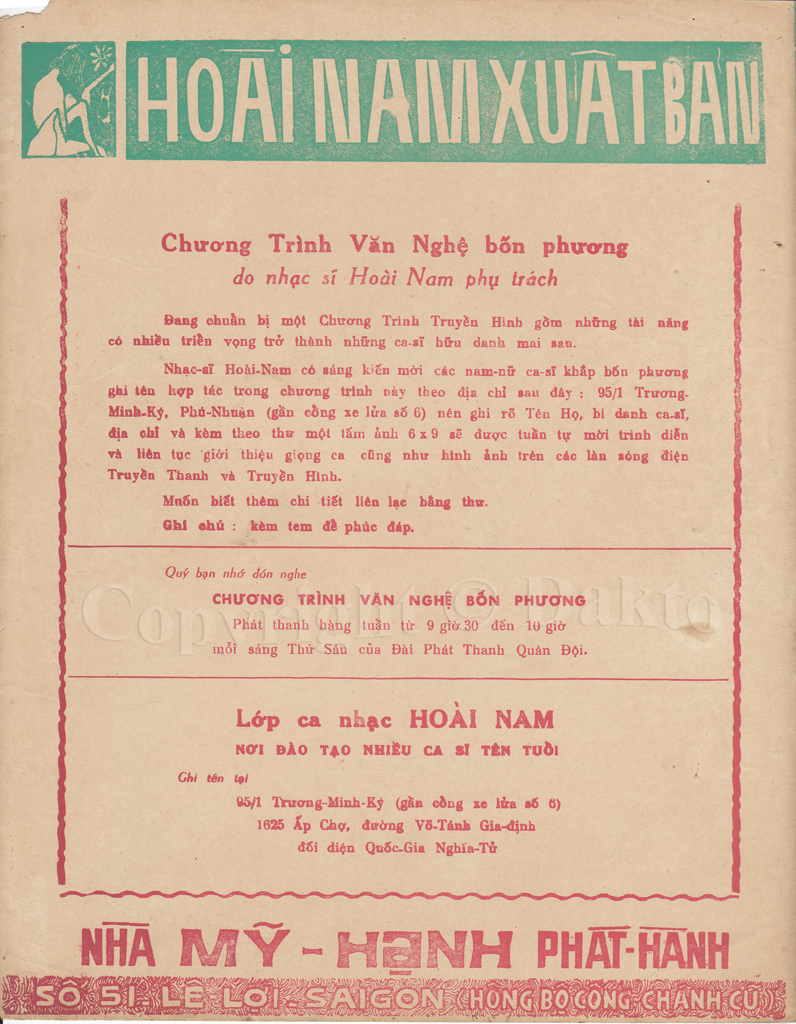 HOÀI NAM XUẤT BẢN
Chương Trình Văn Nghệ bốn phương
do nhạc sĩ Hoài Nam phụ trách
Đang chuẩn bị một Chương Trình Truyền Hình gồm những tài năng
có nhiều triển vọng trở thành những ca-sĩ hữu danh mai sau.
Nhạc-sĩ Hoài-Nam có sáng kiến mời các nam-nữ ca-sĩ khắp bốn phương
ghi tên hợp tác trong chương trình này theo địa chỉ sau đây : 95/1 Trương-
Minh-Ký, Phú-Nhuận (gần cổng xe lửa số 6) nên ghi rõ Tên Họ, bí danh ca-sĩ,
địa chỉ và kèm theo thư một tấm ảnh 6x9 sẽ được tuần tự mời trình diễn
và liên tục giới thiệu giọng ca cũng như hình ảnh trên các làn sóng điện
Truyền Thanh và Truyền Hình.
Muốn biết thêm chi tiết liên lạc bằng thư.
Ghi chú : kèm tem để phúc đáp.
Quý bạn nhớ đón nghe
CHƯƠNG TRÌNH VĂN NGHỆ BỐN PHƯƠNG
Copyright © Dakto
Phát thanh hàng tuần từ 9 giờ 30 đến 10 giờ
mỗi sáng Thứ Sáu của Đài Phát Thanh Quân Đội.
Lớp ca nhạc HOÀI NAM
NƠI ĐÀO TẠO NHIỀU CA SĨ TÊN TUỔI
Ghi tên tại
95/1 Trương-Minh-Ký (gần cổng xe lửa số 6)
1625 Ấp Chợ, đường Võ-Tánh Gia-định
đối diện Quốc-Gia Nghĩa-Tử
NHÀ MỸ - HẠNH PHÁT-HÀNH
SỐ 51 - LÊ LỢI - SAIGON (HÔNG BỘ CÔNG-CHÁNH CŨ)